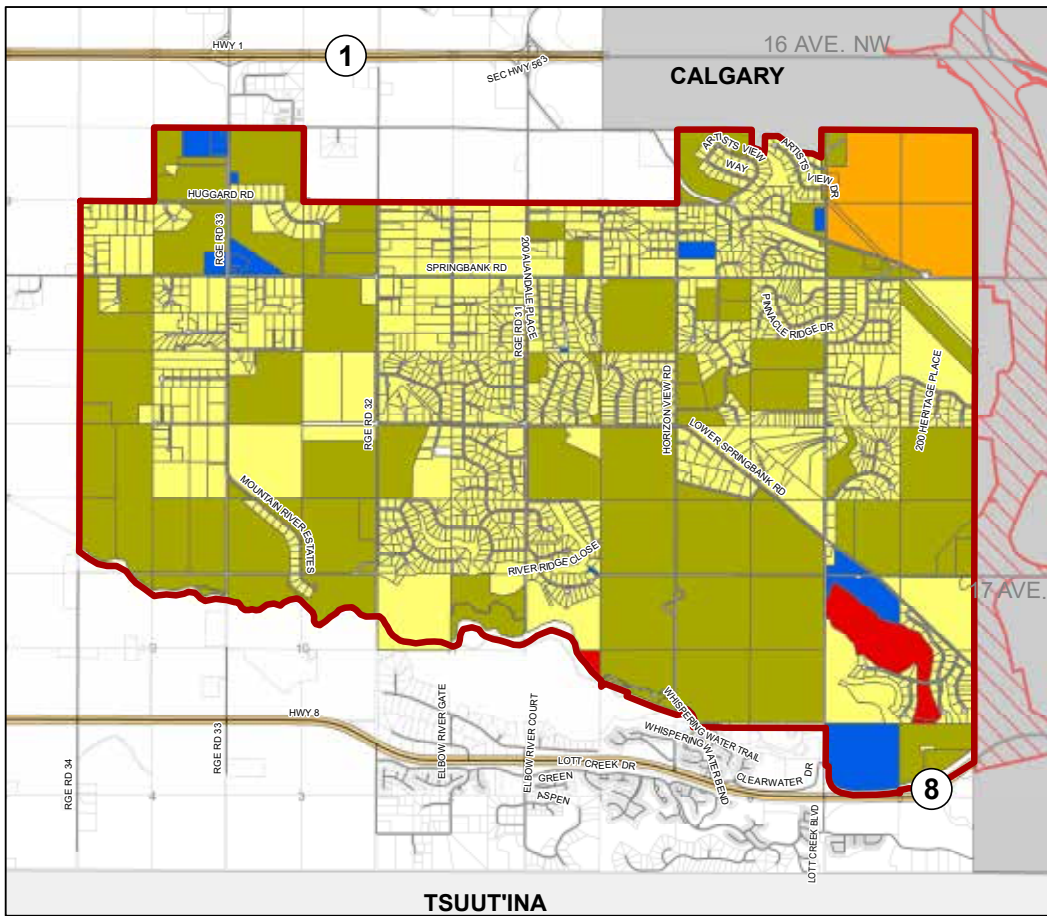 HWY 1
1
16 AVE. NW
SEC HWY 563
CALGARY
ARTISTS VIEW
WAY
ARTISTS VIEW DR
HUGGARD RD
RGE RD 33
200 ALANDALE PLACE
SPRINGBANK RD
RGE RD 31
PINNACLE RIDGE DR
HORIZON VIEW RD
200 HERITAGE PLACE
RGE RD 32
LOWER SPRINGBANK RD
MOUNTAIN RIVER ESTATES
RIVER RIDGE CLOSE
17 AVE.
10
WHISPERING WATER TRAIL
HWY 8
ELBOW RIVER GATE
ELBOW RIVER COURT
WHISPERING WATER BEND
RGE RD 33
LOTT CREEK DR
RGE RD 34
GREEN
ASPEN
CLEARWATER DR
8
4
3
LOTT CREEK BLVD
TSUUT'INA